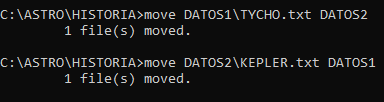 C:\ASTRO\HISTORIA>move DATOS1\TYCHO.txt DATOS2
        1 file(s) moved.
C:\ASTRO\HISTORIA>move DATOS2\KEPLER.txt DATOS1
        1 file(s) moved.